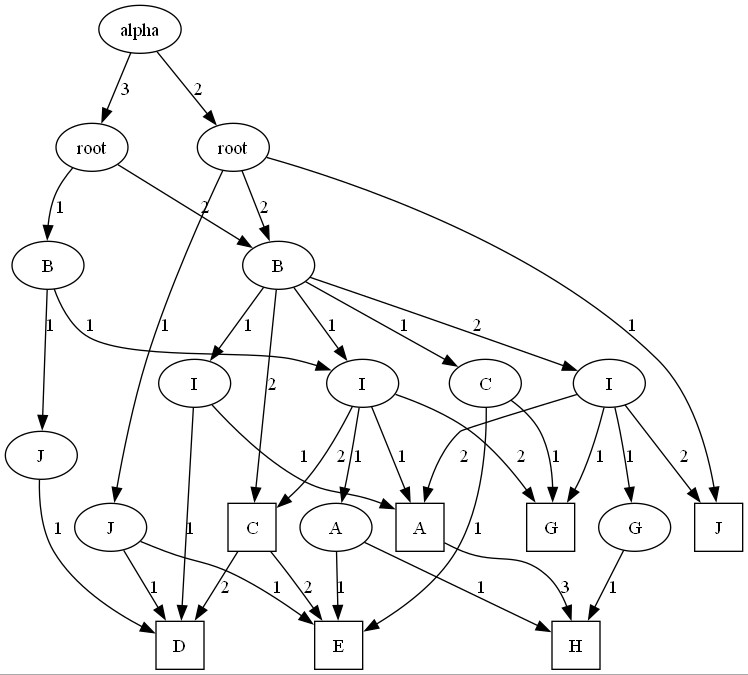 alpha
3 2
root root
1 2 2
B B
1 1 1 1 2 1 1 2 1
I I C I
J
1 2 1 1 2 2 1 1 1 2
J C A A G G J
1 1 1 2 1 2 1 1 1 3 1
D E H